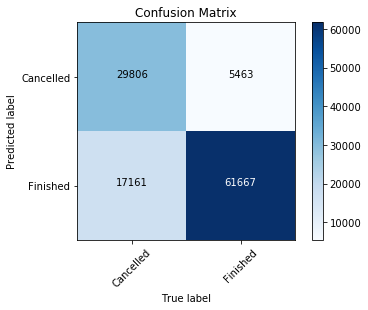 Confusion Matrix
Predicted label
Cancelled
29806
5463
Finished
17161
61667
Cancelled
Finished
True label
60000
50000
40000
30000
20000
10000